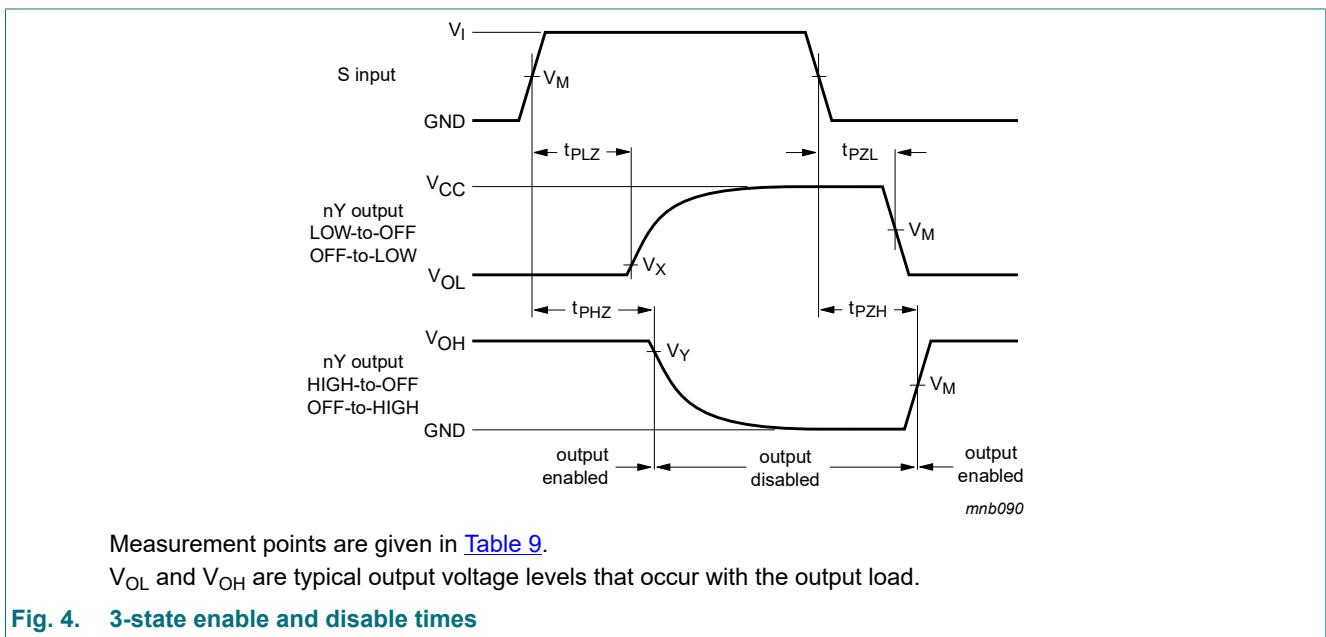 V_I
S input
V_M
GND
t_PLZ
t_PZL
V_CC
nY output
LOW-to-OFF
OFF-to-LOW
V_M
V_X
V_OL
t_PHZ
t_PZH
V_OH
nY output
HIGH-to-OFF
OFF-to-HIGH
V_Y
V_M
GND
output
enabled
output
disabled
output
enabled
mnb090
Measurement points are given in Table 9.
V_OL and V_OH are typical output voltage levels that occur with the output load.
Fig. 4. 3-state enable and disable times